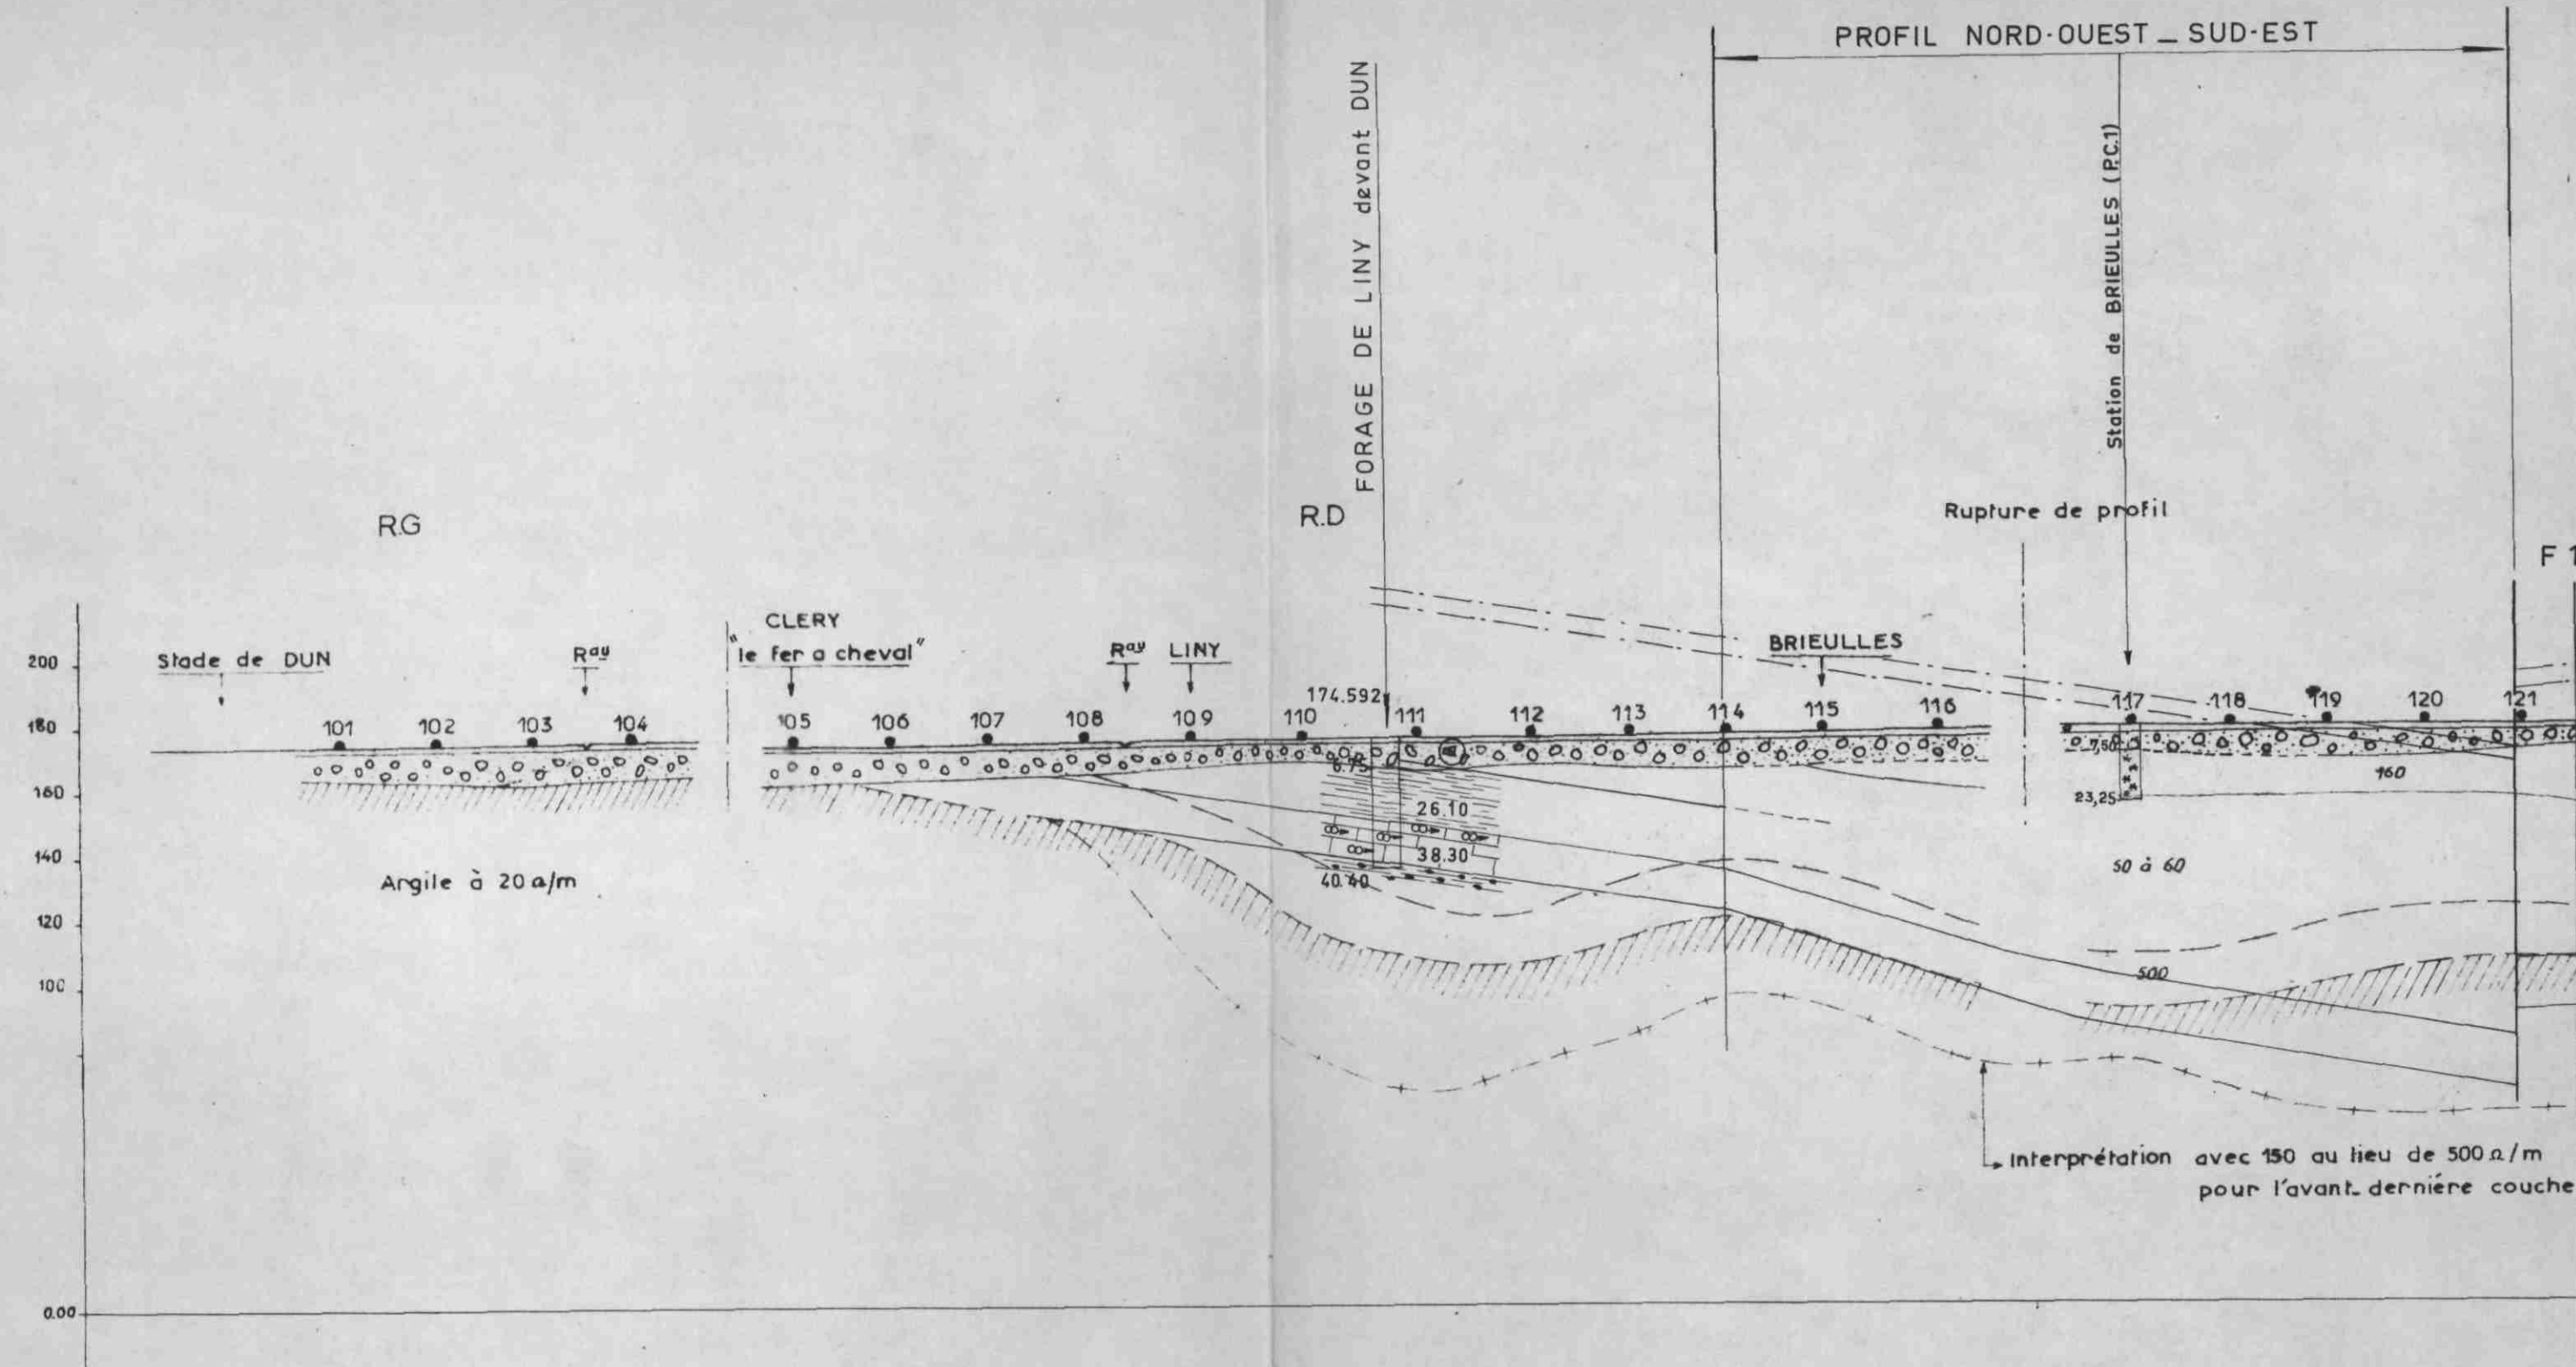 PROFIL NORD-OUEST _ SUD-EST
FORAGE DE LINY devant DUN
Station de BRIEULLES (P.C.1)
R.G
R.D
Rupture de profil
F 1
CLERY
"le fer a cheval"
Stade de DUN
Rau
Rau
LINY
BRIEULLES
174.592
101
102
103
104
105
106
107
108
109
110
111
112
113
114
115
116
117
118
119
120
121
200
180
160
140
120
100
0.00
7,50
23,25
160
6.75
26.10
38.30
40.40
50 à 60
500
Argile à 20 Ω/m
Interprétation avec 150 au lieu de 500 Ω/m
pour l'avant-dernière couche